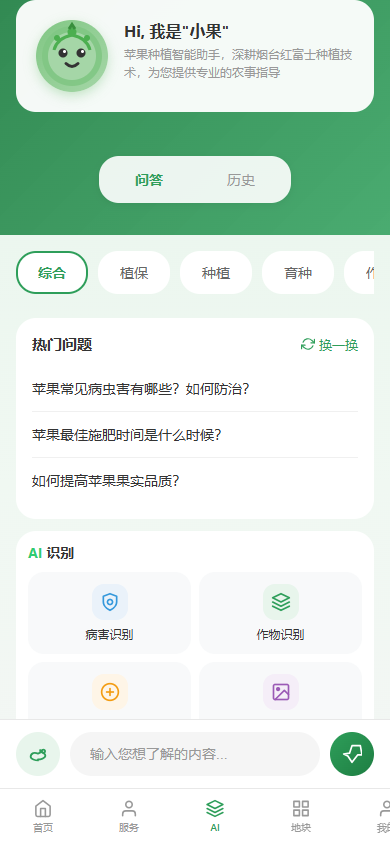 Hi, 我是"小果"
苹果种植智能助手，深耕烟台红富士种植技
术，为您提供专业的农事指导
问答
历史
综合
植保
种植
育种
热门问题
换一换
苹果常见病虫害有哪些？如何防治？
苹果最佳施肥时间是什么时候？
如何提高苹果果实品质？
AI 识别
病害识别
作物识别
输入您想了解的内容...
首页
服务
AI
地块